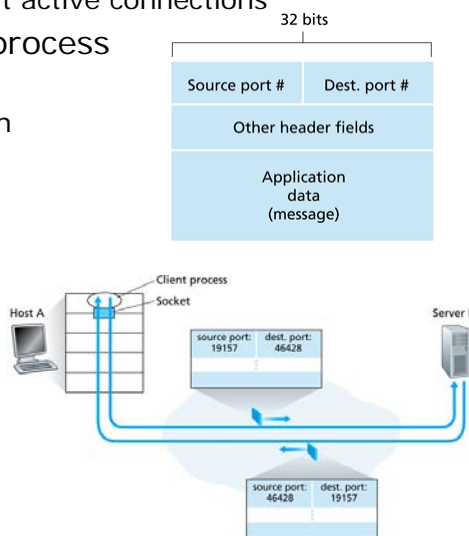 t active connections
process
n
32 bits
Source port # Dest. port #
Other header fields
Application
data
(message)
Client process
Socket
Host A
Server
source port: dest. port:
19157 46428
source port: dest. port:
46428 19157